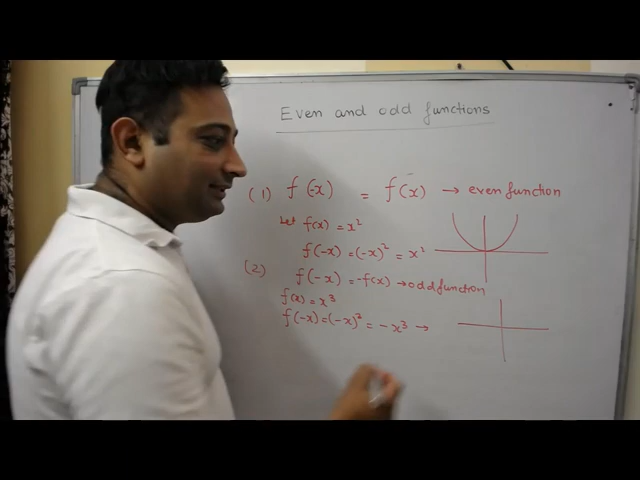 Even and odd functions
(1) f(-x) = f(x) → even function
Let f(x) = x²
f(-x) = (-x)² = x²
(2) f(-x) = -f(x) → odd function
f(x) = x³
f(-x) = (-x)³ = -x³ →